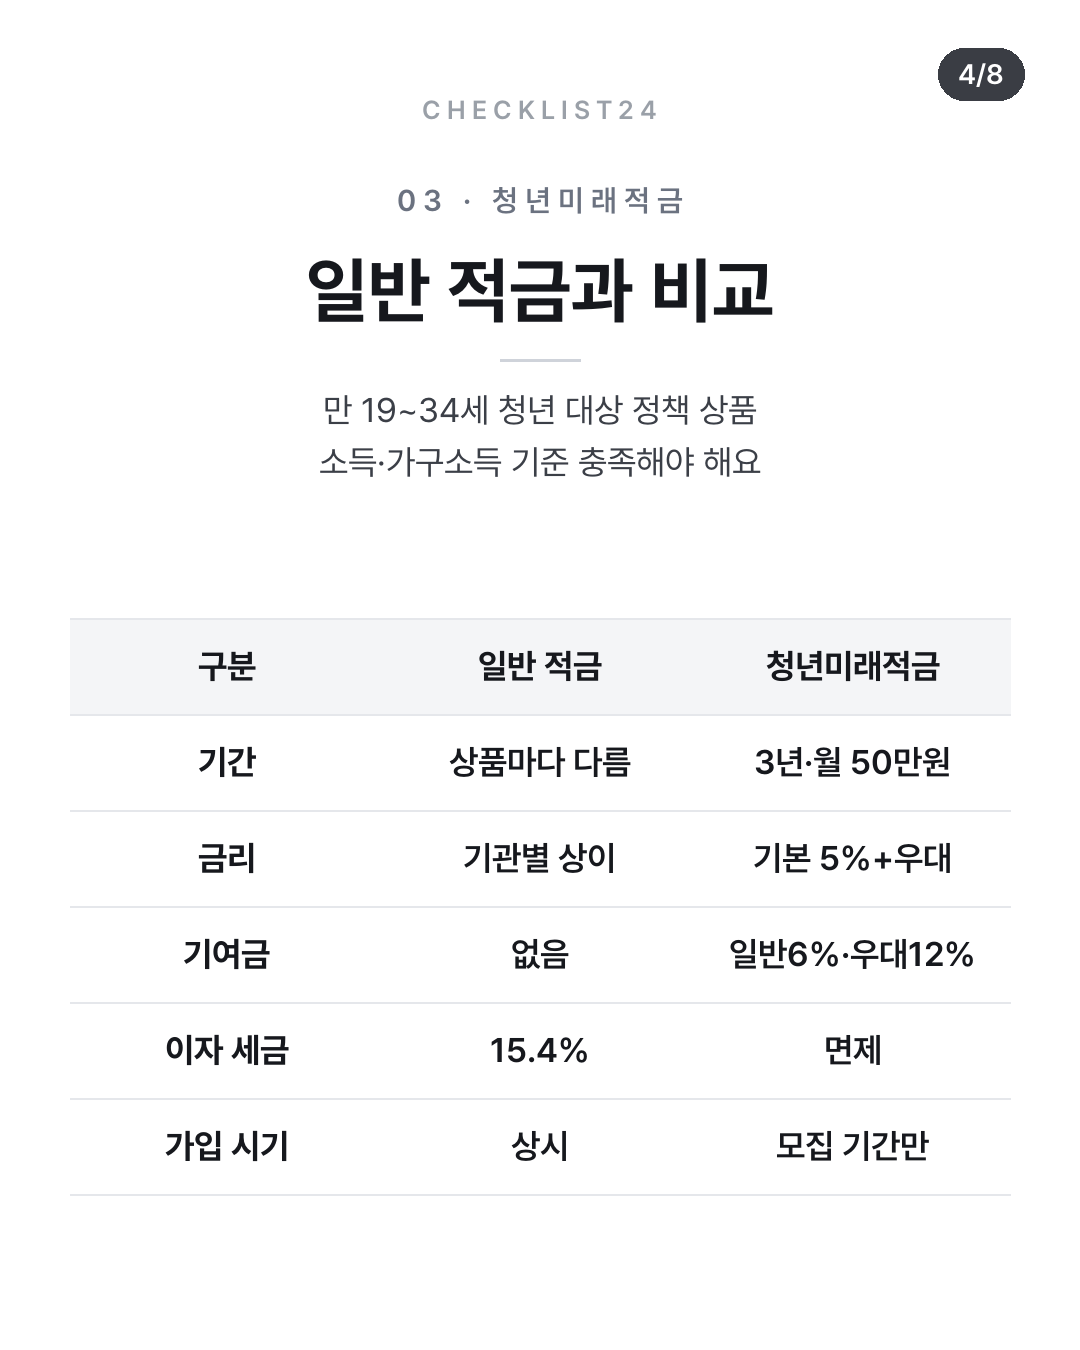 4/8
CHECKLIST24
03 · 청년미래적금
일반 적금과 비교
만 19~34세 청년 대상 정책 상품
소득·가구소득 기준 충족해야 해요
구분 일반 적금 청년미래적금
기간 상품마다 다름 3년·월 50만원
금리 기관별 상이 기본 5%+우대
기여금 없음 일반6%·우대12%
이자 세금 15.4% 면제
가입 시기 상시 모집 기간만